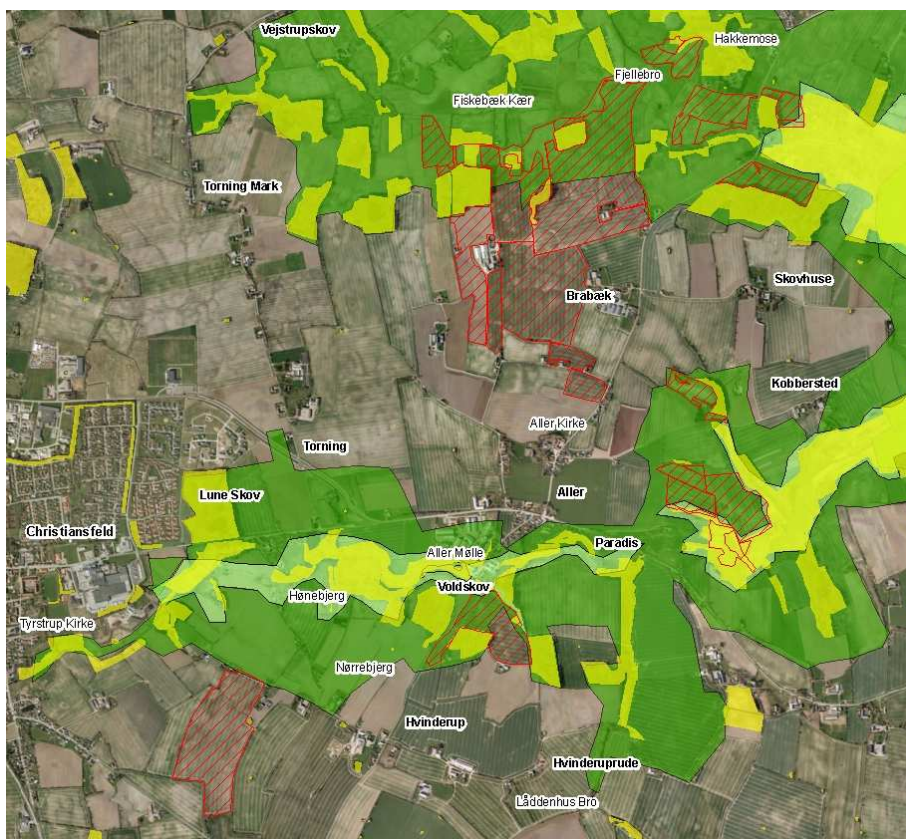 Vejstrupskov
Hakkemose
Fjellebro
Fiskebæk Kær
Torning Mark
Skovhuse
Brabæk
Kobbersted
Aller Kirke
Torning
Lune Skov
Aller
Christiansfeld
Paradis
Aller Mølle
Voldskov
Hønebjerg
Tyrstrup Kirke
Nørrebjerg
Hvinderup
Hvinderuprude
Låddenhus Bro